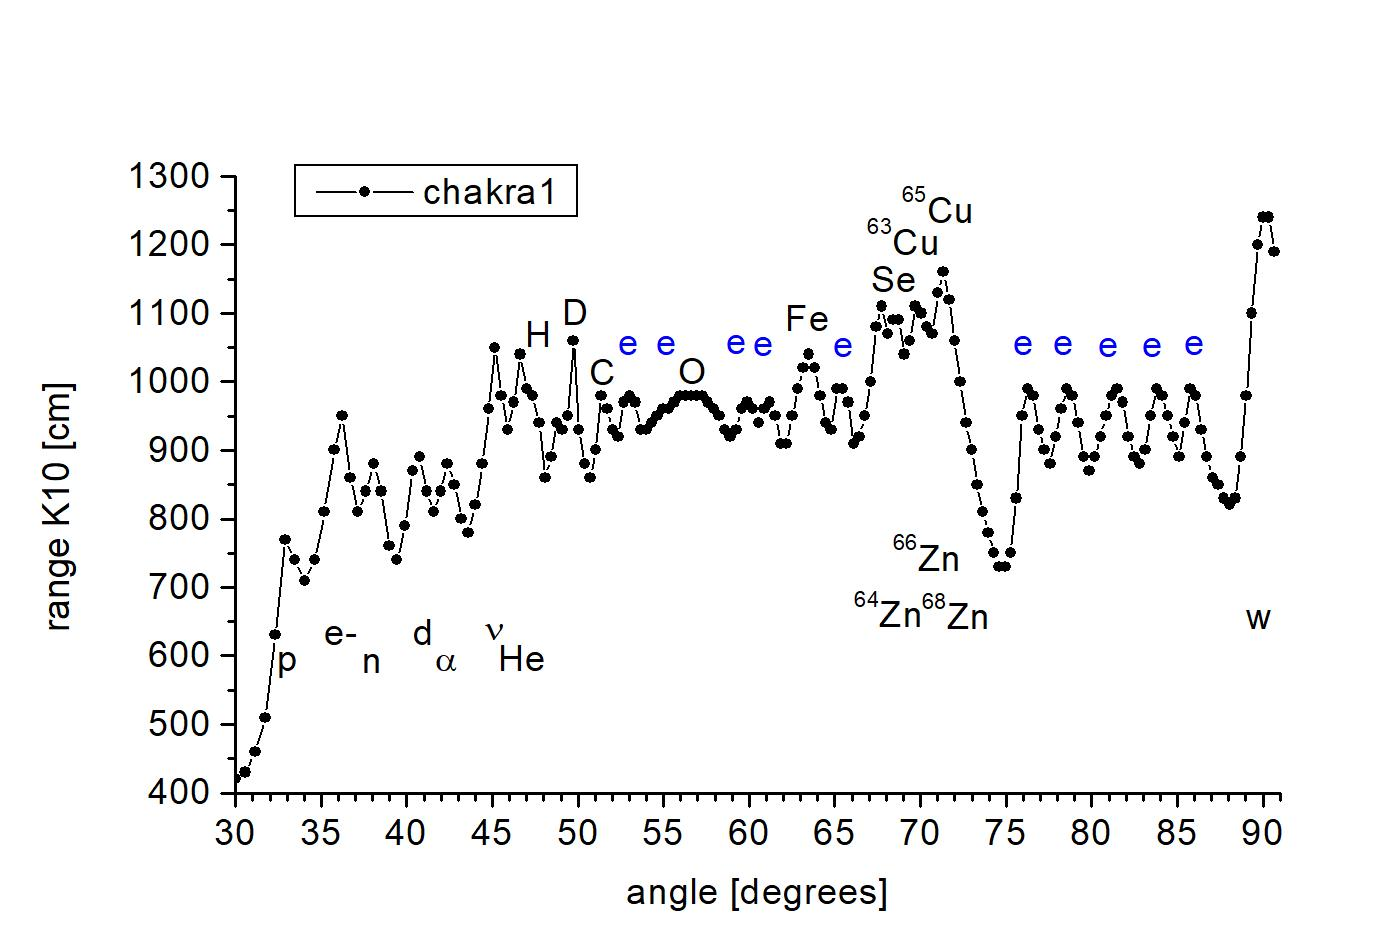 1300
1200
1100
1000
900
800
700
600
500
400
range K10 [cm]
chakra1
65Cu
63Cu
Se
H D C e e O e e Fe e
e e e e e
66Zn
64Zn 68Zn
p e- n d α ν He
w
30 35 40 45 50 55 60 65 70 75 80 85 90
angle [degrees]